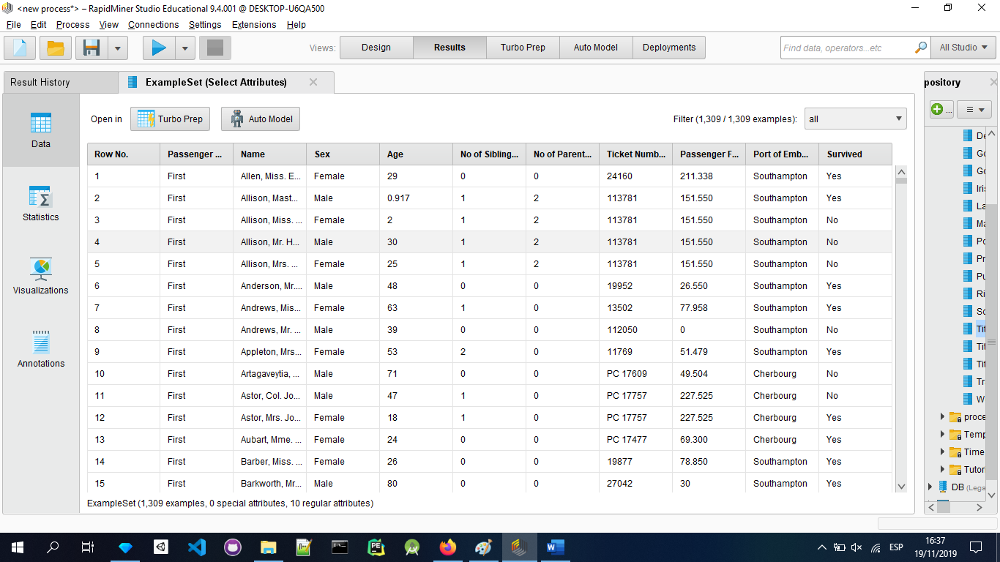 <new process*> – RapidMiner Studio Educational 9.4.001 @ DESKTOP-U6QA500
File Edit Process View Connections Settings Extensions Help
Views: Design Results Turbo Prep Auto Model Deployments Find data, operators...etc All Studio
Result History ExampleSet (Select Attributes) pository
Open in Turbo Prep Auto Model Filter (1,309 / 1,309 examples): all ...
Data
Statistics
Visualizations
Annotations
Row No. Passenger ... Name Sex Age No of Sibling... No of Parent... Ticket Numb... Passenger F... Port of Emb... Survived
1 First Allen, Miss. E... Female 29 0 0 24160 211.338 Southampton Yes
2 First Allison, Mast... Male 0.917 1 2 113781 151.550 Southampton Yes
3 First Allison, Miss. ... Female 2 1 2 113781 151.550 Southampton No
4 First Allison, Mr. H... Male 30 1 2 113781 151.550 Southampton No
5 First Allison, Mrs. ... Female 25 1 2 113781 151.550 Southampton No
6 First Anderson, Mr.... Male 48 0 0 19952 26.550 Southampton Yes
7 First Andrews, Mis... Female 63 1 0 13502 77.958 Southampton Yes
8 First Andrews, Mr. ... Male 39 0 0 112050 0 Southampton No
9 First Appleton, Mrs... Female 53 2 0 11769 51.479 Southampton Yes
10 First Artagaveytia, ... Male 71 0 0 PC 17609 49.504 Cherbourg No
11 First Astor, Col. Jo... Male 47 1 0 PC 17757 227.525 Cherbourg No
12 First Astor, Mrs. Jo... Female 18 1 0 PC 17757 227.525 Cherbourg Yes
13 First Aubart, Mme. ... Female 24 0 0 PC 17477 69.300 Cherbourg Yes
14 First Barber, Miss. ... Female 26 0 0 19877 78.850 Southampton Yes
15 First Barkworth, Mr... Male 80 0 0 27042 30 Southampton Yes
ExampleSet (1,309 examples, 0 special attributes, 10 regular attributes)
De
Go
Go
Iris
La
Ma
Po
Pr
Pu
Ri
So
Tit
Tit
Tit
Tr
W
proce
Temp
Time
Tutor
DB (Lega
ESP
16:37
19/11/2019